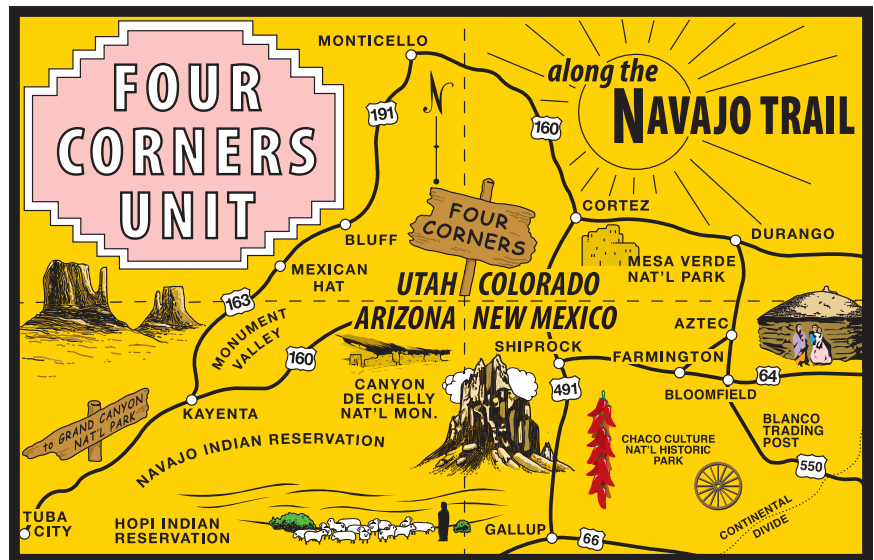 FOUR
CORNERS
UNIT
MONTICELLO
along the
NAVAJO TRAIL
N
191
160
FOUR
CORNERS
CORTEZ
DURANGO
BLUFF
MESA VERDE
NAT'L PARK
MEXICAN
HAT
UTAH
COLORADO
163
ARIZONA
NEW MEXICO
MONUMENT
VALLEY
160
SHIPROCK
AZTEC
FARMINGTON
64
491
BLOOMFIELD
CANYON
DE CHELLY
NAT'L MON.
to GRAND CANYON
NAT'L PARK
KAYENTA
NAVAJO INDIAN RESERVATION
CHACO CULTURE
NAT'L HISTORIC
PARK
BLANCO
TRADING
POST
550
TUBA
CITY
HOPI INDIAN
RESERVATION
GALLUP
66
CONTINENTAL
DIVIDE